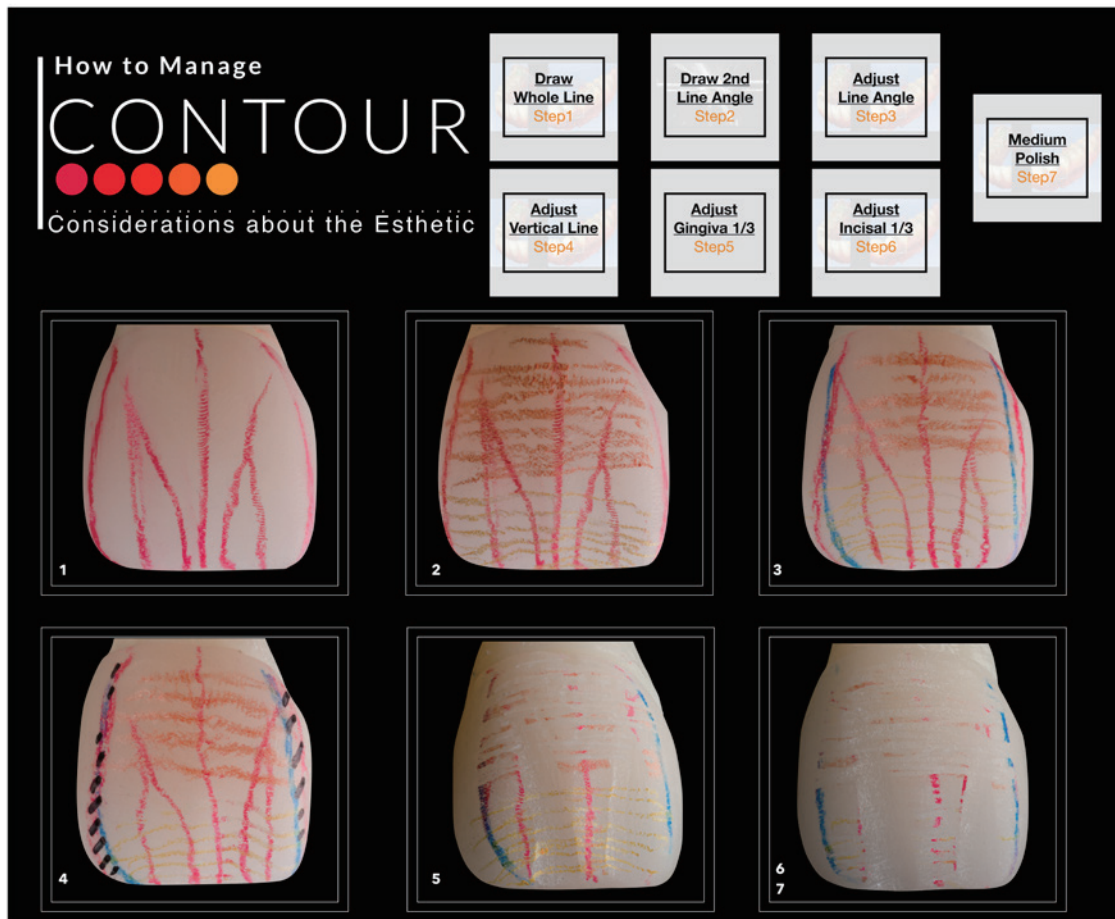 How to Manage
CONTOUR
Considerations about the Esthetic
Draw
Whole Line
Step1
Draw 2nd
Line Angle
Step2
Adjust
Line Angle
Step3
Medium
Polish
Step7
Adjust
Vertical Line
Step4
Adjust
Gingiva 1/3
Step5
Adjust
Incisal 1/3
Step6
1
2
3
4
5
6
7